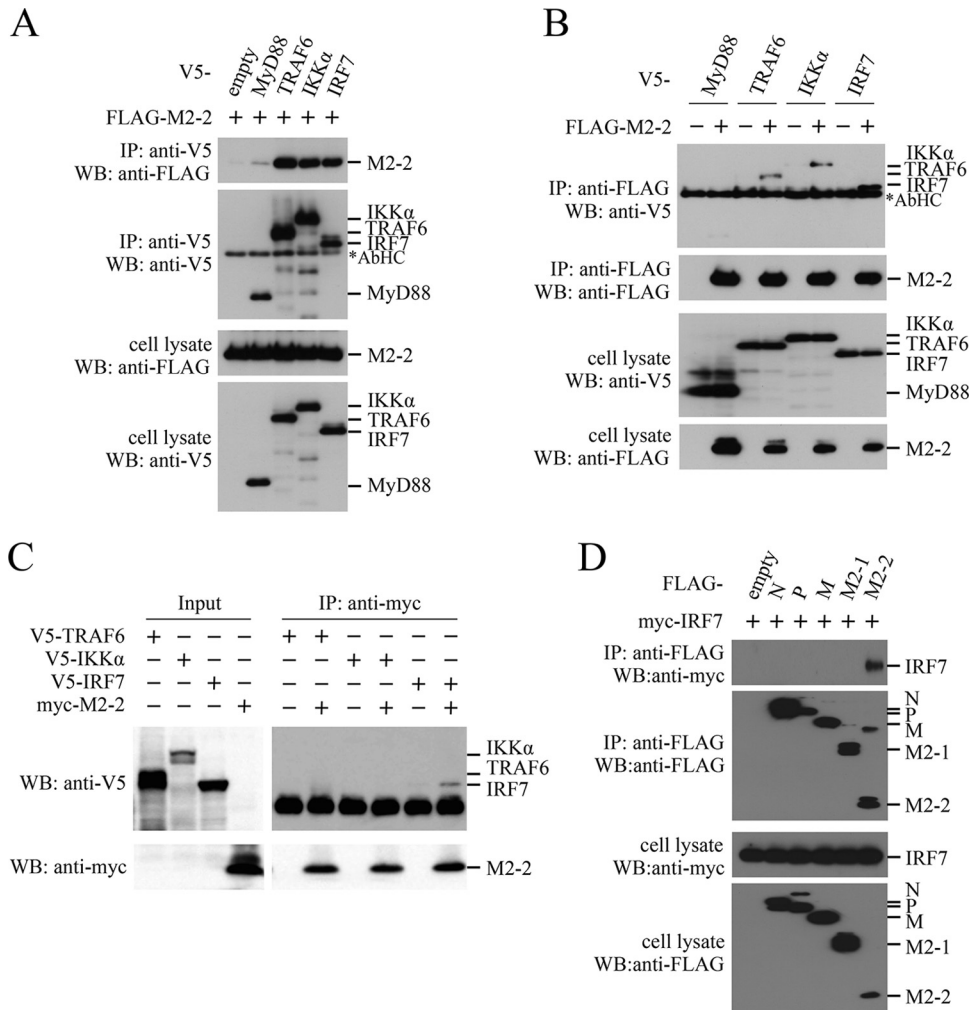 A
V5-
empty
MyD88
TRAF6
IKKα
IRF7
FLAG-M2-2 + + + + +
IP: anti-V5
WB: anti-FLAG
M2-2
IP: anti-V5
WB: anti-V5
IKKα
TRAF6
IRF7
*AbHC
MyD88
cell lysate
WB: anti-FLAG
M2-2
cell lysate
WB: anti-V5
IKKα
TRAF6
IRF7
MyD88
B
V5-
MyD88
TRAF6
IKKα
IRF7
FLAG-M2-2 − + − + − + − +
IP: anti-FLAG
WB: anti-V5
IKKα
TRAF6
IRF7
*AbHC
IP: anti-FLAG
WB: anti-FLAG
M2-2
cell lysate
WB: anti-V5
IKKα
TRAF6
IRF7
MyD88
cell lysate
WB: anti-FLAG
M2-2
C
Input IP: anti-myc
V5-TRAF6 + − − − + + − − − −
V5-IKKα − + − − − − + + − −
V5-IRF7 − − + − − − − − + +
myc-M2-2 − − − + − + − + − +
WB: anti-V5
IKKα
TRAF6
IRF7
WB: anti-myc
M2-2
D
FLAG-
empty
N
P
M
M2-1
M2-2
myc-IRF7 + + + + + +
IP: anti-FLAG
WB:anti-myc
IRF7
IP: anti-FLAG
WB:anti-FLAG
N
P
M
M2-1
M2-2
cell lysate
WB:anti-myc
IRF7
cell lysate
WB:anti-FLAG
N
P
M
M2-1
M2-2